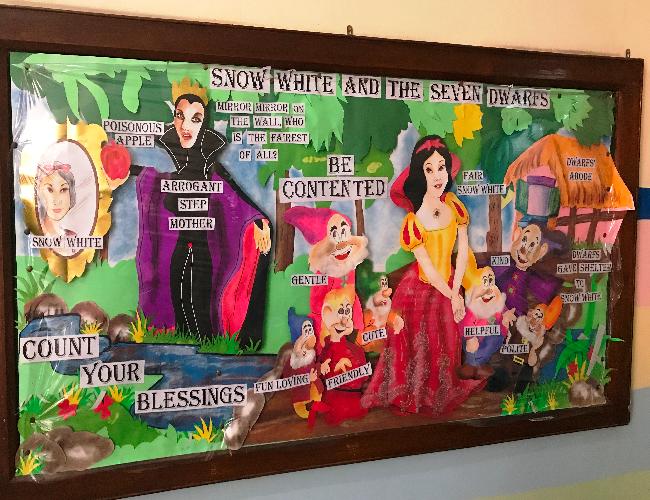 SNOW WHITE AND THE SEVEN DWARFS
MIRROR MIRROR ON
THE WALL, WHO
IS THE FAIREST
OF ALL?
POISONOUS
APPLE
ARROGANT
STEP
MOTHER
SNOW WHITE
BE
CONTENTED
FAIR
SNOW WHITE
DWARFS'
ABODE
GENTLE
KIND
DWARFS
GAVE SHELTER
TO
SNOW WHITE
CUTE
HELPFUL
POLITE
FUN LOVING
FRIENDLY
COUNT
YOUR
BLESSINGS